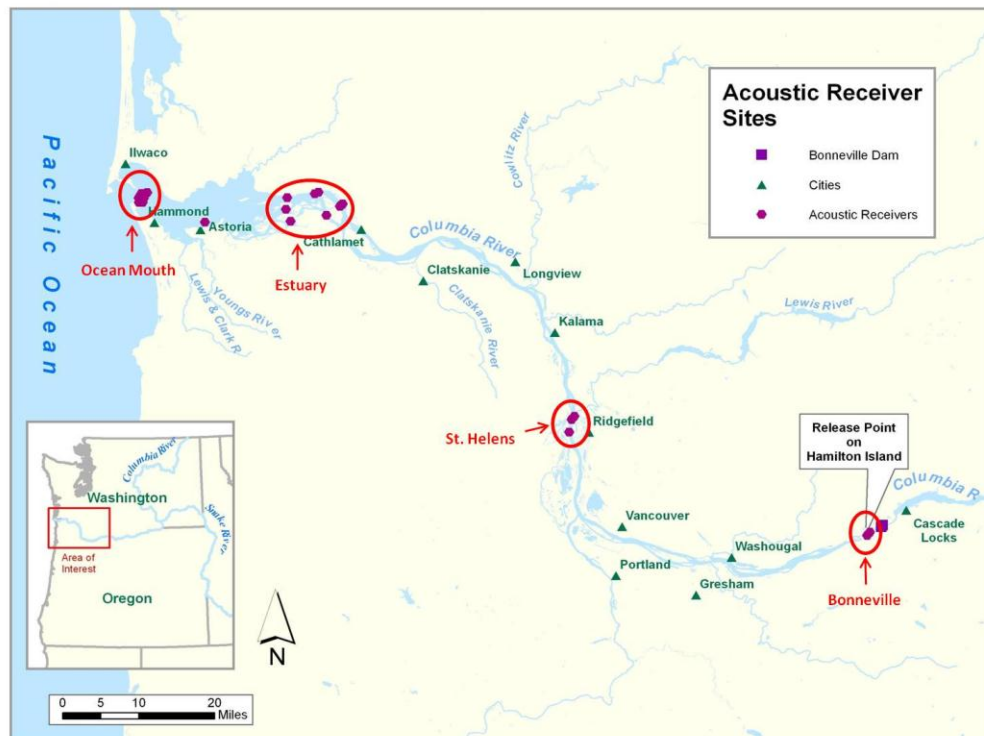 Pacific Ocean
Ilwaco
Hammond
Astoria
Ocean Mouth
Youngs River
Lewis & Clark R
Estuary
Cathlamet
Clatskanie
Clatskanie River
Columbia River
Longview
Cowlitz River
Kalama
Lewis River
Acoustic Receiver
Sites
Bonneville Dam
Cities
Acoustic Receivers
St. Helens
Ridgefield
Release Point
on
Hamilton Island
Columbia R
Vancouver
Portland
Washougal
Gresham
Cascade
Locks
Bonneville
Columbia River
Washington
Snake River
Area of
Interest
Oregon
N
0 5 10 20
Miles